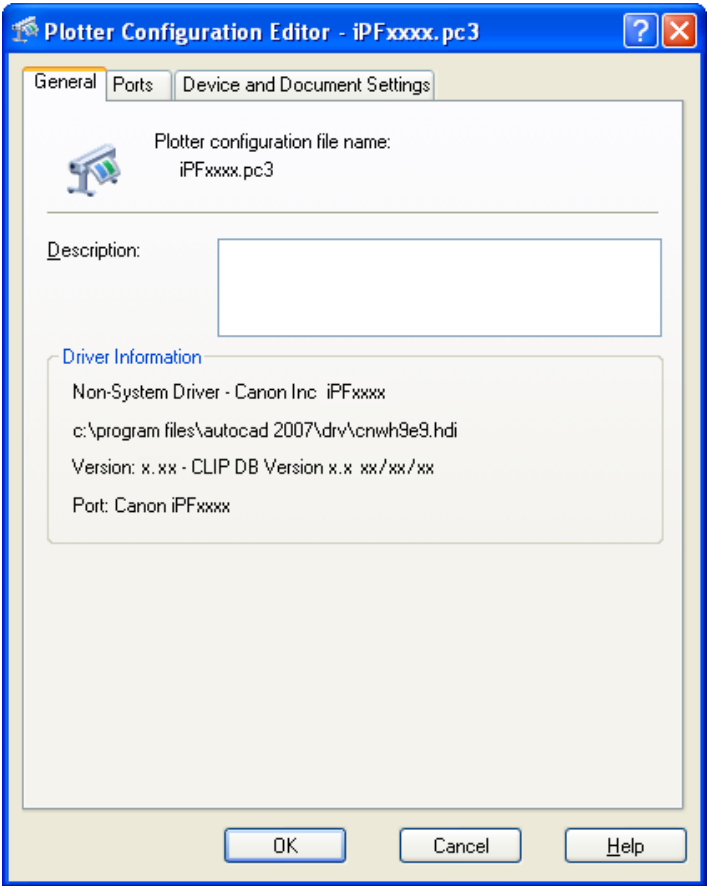 Plotter Configuration Editor - iPFxxxx.pc3
?
General Ports Device and Document Settings
Plotter configuration file name:
iPFxxxx.pc3
Description:
Driver Information
Non-System Driver - Canon Inc iPFxxxx
c:\program files\autocad 2007\drv\cnwh9e9.hdi
Version: x.xx - CLIP DB Version x.x xx/xx/xx
Port: Canon iPFxxxx
OK Cancel Help